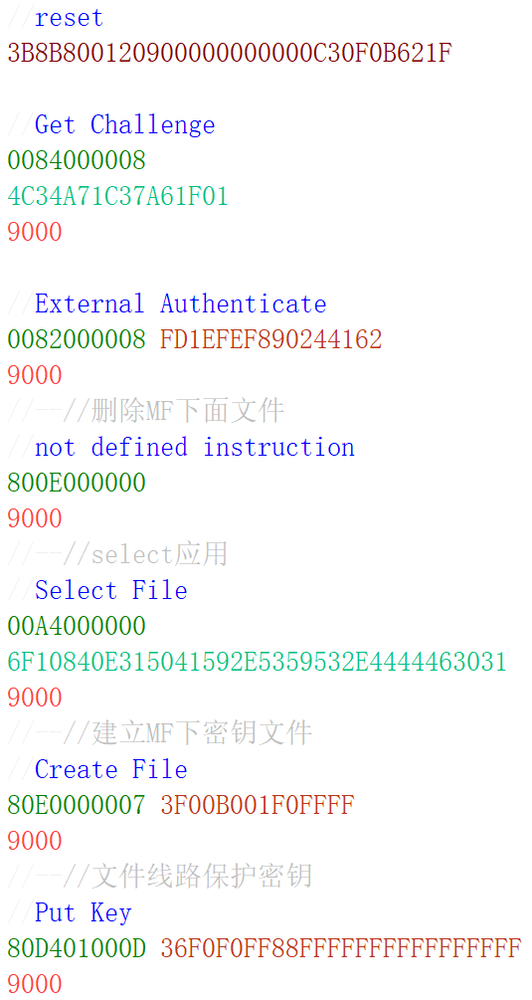 // reset
3B8B800120900000000000C30F0B621F
// Get Challenge
0084000008
4C34A71C37A61F01
9000
// External Authenticate
0082000008 FD1EFEF890244162
9000
//--//删除MF下面文件
// not defined instruction
800E000000
9000
//--//select应用
// Select File
00A4000000
6F10840E315041592E5359532E4444463031
9000
//--//建立MF下密钥文件
// Create File
80E0000007 3F00B001F0FFFF
9000
//--//文件线路保护密钥
// Put Key
80D401000D 36F0F0FF88FFFFFFFFFFFFFFFF
9000